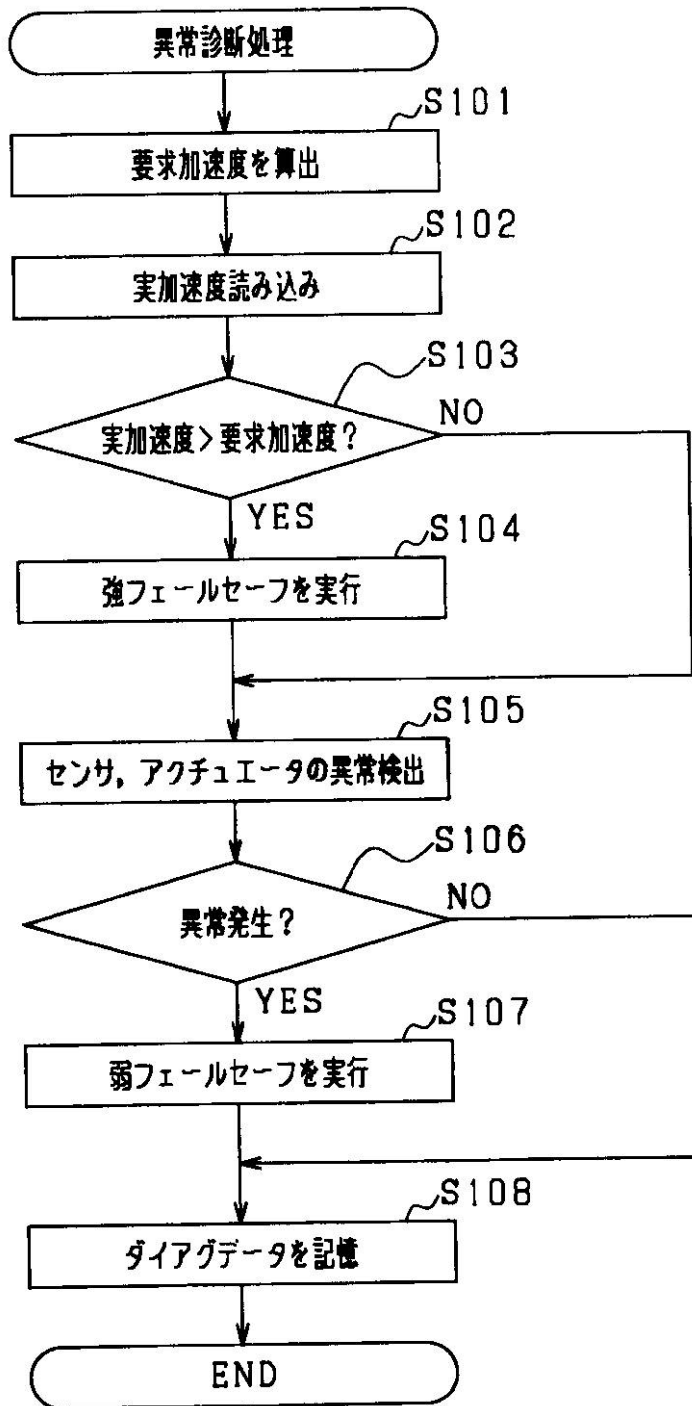 異常診断処理
S101
要求加速度を算出
S102
実加速度読み込み
S103
実加速度>要求加速度?
NO
YES
S104
強フェールセーフを実行
S105
センサ,アクチュエータの異常検出
S106
異常発生?
NO
YES
S107
弱フェールセーフを実行
S108
ダイアグデータを記憶
END